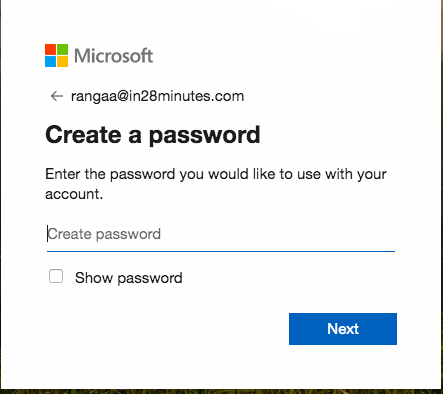 Microsoft
← rangaa@in28minutes.com
Create a password
Enter the password you would like to use with your
account.
Create password
Show password
Next